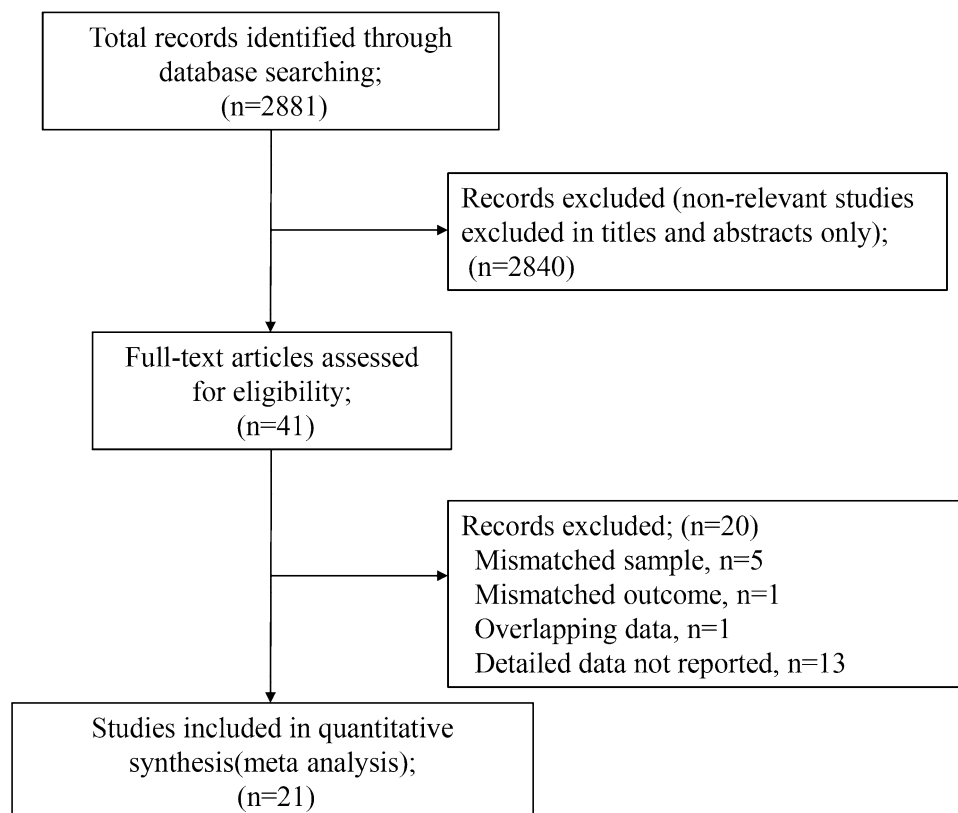 Total records identified through
database searching;
(n=2881)
Records excluded (non-relevant studies
excluded in titles and abstracts only);
(n=2840)
Full-text articles assessed
for eligibility;
(n=41)
Records excluded; (n=20)
Mismatched sample, n=5
Mismatched outcome, n=1
Overlapping data, n=1
Detailed data not reported, n=13
Studies included in quantitative
synthesis(meta analysis);
(n=21)